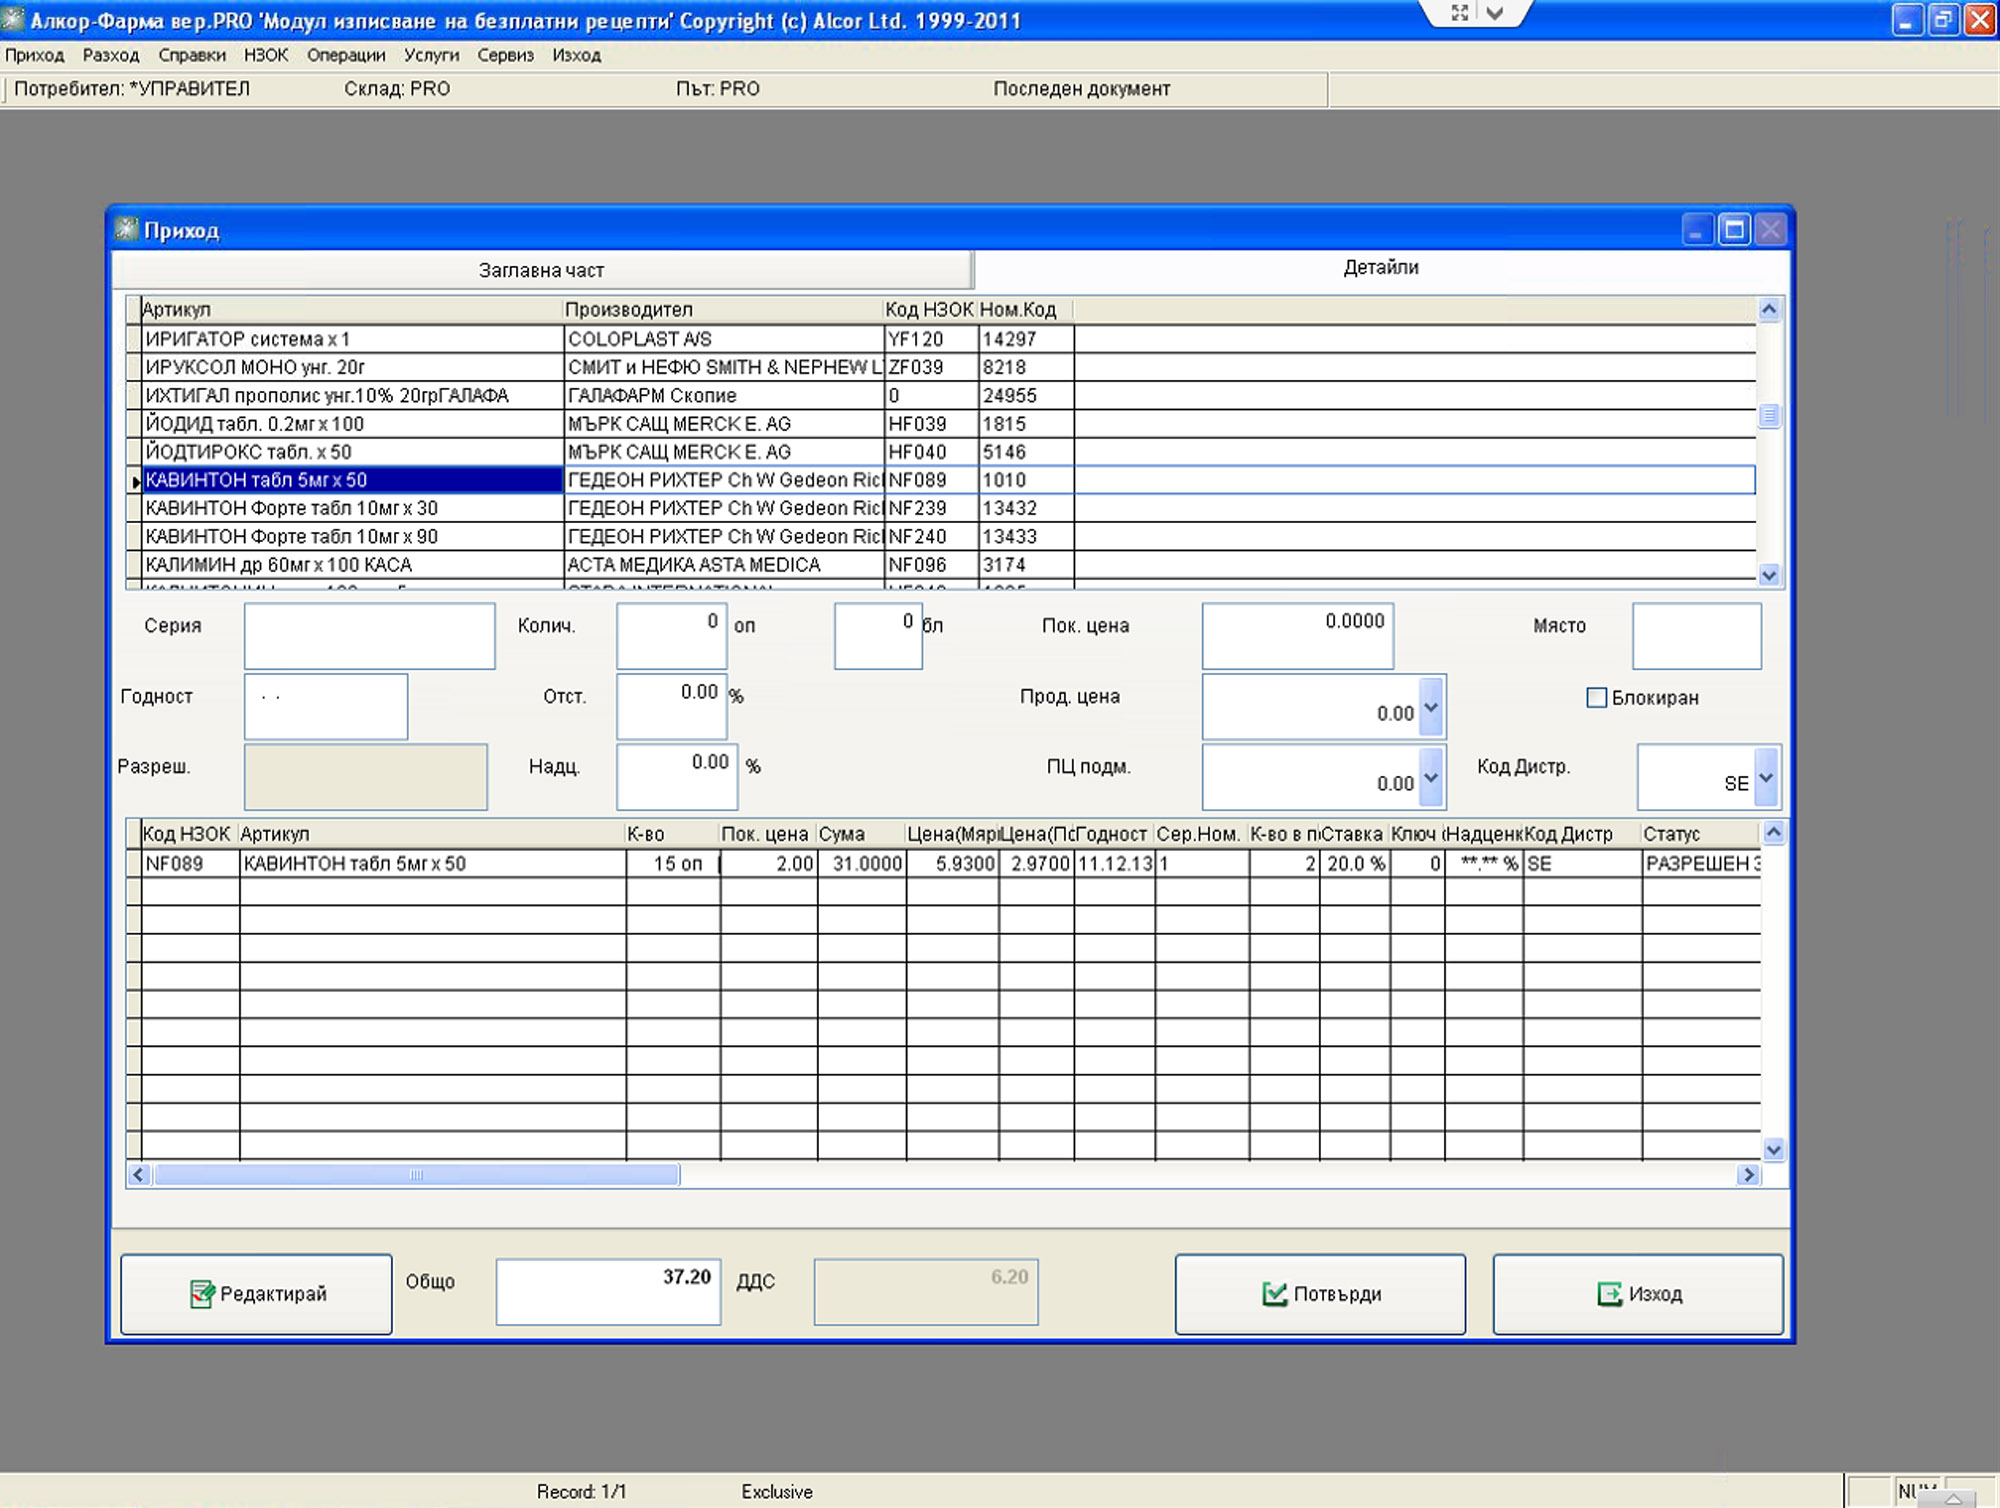 Алкор-Фарма вер.PRO 'Модул изписване на безплатни рецепти' Copyright (c) Alcor Ltd. 1999-2011
Приход Разход Справки НЗОК Операции Услуги Сервиз Изход
Потребител: *УПРАВИТЕЛ Склад: PRO Път: PRO Последен документ
Приход
Заглавна част Детайли
Артикул Производител Код НЗОК Ном.Код
ИРИГАТОР система x 1 COLOPLAST A/S YF120 14297
ИРУКСОЛ МОНО унг. 20г СМИТ и НЕФЮ SMITH & NEPHEW L ZF039 8218
ИХТИГАЛ прополис унг.10% 20грГАЛАФА ГАЛАФАРМ Скопие 0 24955
ЙОДИД табл. 0.2мг x 100 МЪРК САЩ MERCK E. AG HF039 1815
ЙОДТИРОКС табл. x 50 МЪРК САЩ MERCK E. AG HF040 5146
КАВИНТОН табл 5мг x 50 ГЕДЕОН РИХТЕР Ch W Gedeon Ric NF089 1010
КАВИНТОН Форте табл 10мг x 30 ГЕДЕОН РИХТЕР Ch W Gedeon Ric NF239 13432
КАВИНТОН Форте табл 10мг x 90 ГЕДЕОН РИХТЕР Ch W Gedeon Ric NF240 13433
КАЛИМИН др 60мг x 100 КАСА АСТА МЕДИКА ASTA MEDICA NF096 3174
Серия Колич. 0 оп 0 бл Пок. цена 0.0000 Място
Годност . . Отст. 0.00 % Прод. цена 0.00 Блокиран
Разреш. Надц. 0.00 % ПЦ подм. 0.00 Код Дистр. SE
Код НЗОК Артикул К-во Пок. цена Сума Цена(Мяр Цена(По Годност Сер.Ном. К-во в п Ставка Ключ Надценк Код Дистр Статус
NF089 КАВИНТОН табл 5мг x 50 15 оп 2.00 31.0000 5.9300 2.9700 11.12.13 1 2 20.0 % 0 **.** % SE РАЗРЕШЕН З
Редактирай Общо 37.20 ДДС 6.20 Потвърди Изход
Record: 1/1 Exclusive NUM